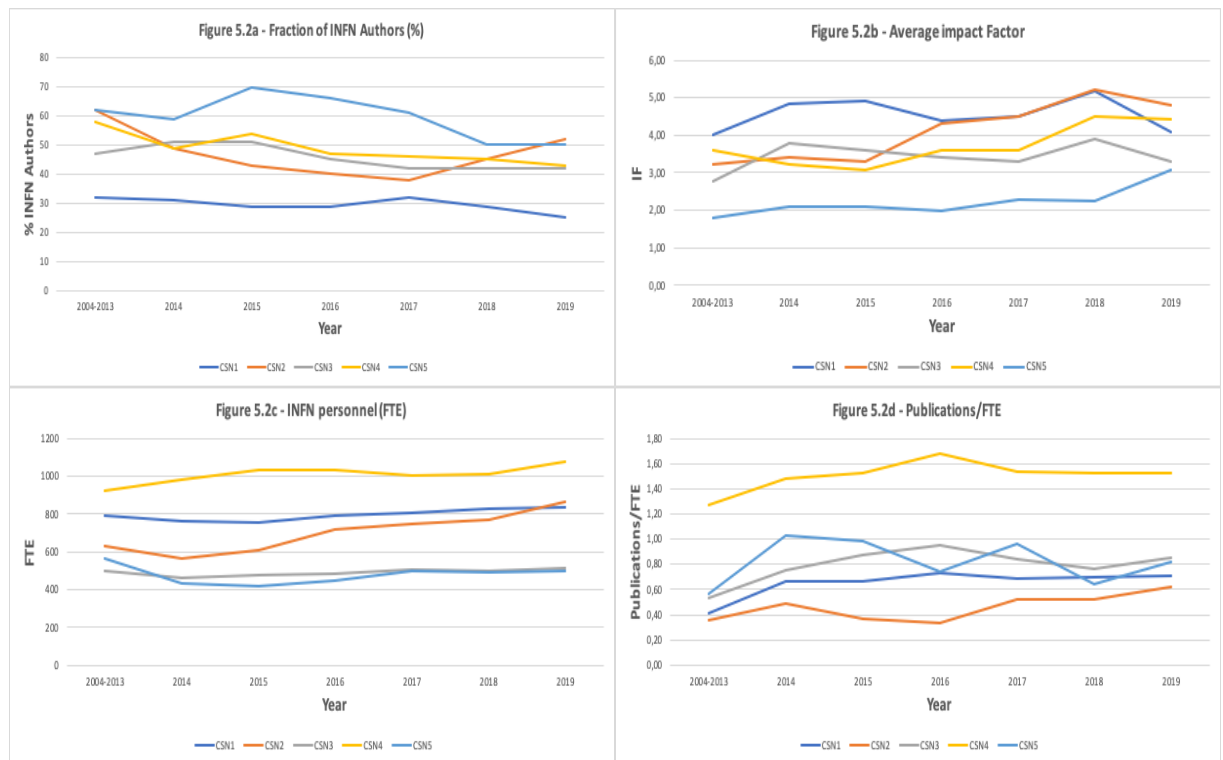 Figure 5.2a - Fraction of INFN Authors (%)
% INFN Authors
80
70
60
50
40
30
20
10
0
2004-2013 2014 2015 2016 2017 2018 2019
Year
CSN1 CSN2 CSN3 CSN4 CSN5
Figure 5.2b - Average impact Factor
IF
6,00
5,00
4,00
3,00
2,00
1,00
0,00
2004-2013 2014 2015 2016 2017 2018 2019
Year
CSN1 CSN2 CSN3 CSN4 CSN5
Figure 5.2c - INFN personnel (FTE)
FTE
1200
1000
800
600
400
200
0
2004-2013 2014 2015 2016 2017 2018 2019
Year
CSN1 CSN2 CSN3 CSN4 CSN5
Figure 5.2d - Publications/FTE
Publications/FTE
1,80
1,60
1,40
1,20
1,00
0,80
0,60
0,40
0,20
0,00
2004-2013 2014 2015 2016 2017 2018 2019
Year
CSN1 CSN2 CSN3 CSN4 CSN5